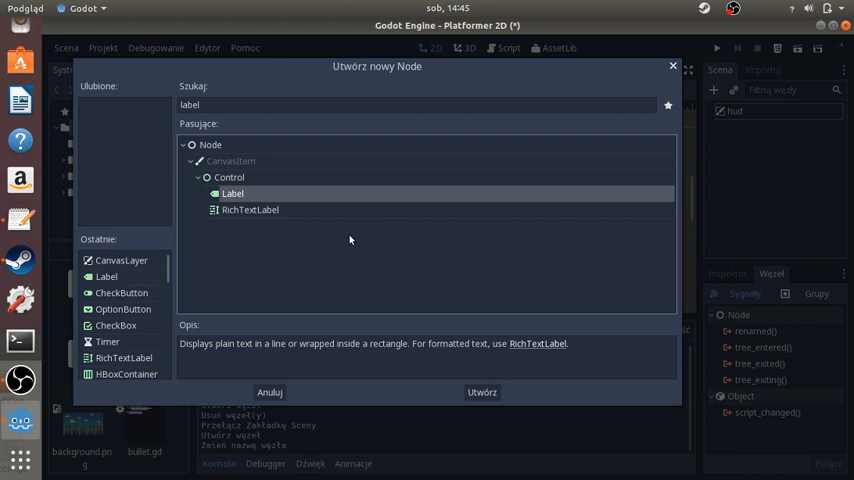 Podgląd
Godot
sob, 14:45
Godot Engine - Platformer 2D (*)
Scena
Projekt
Debugowanie
Edytor
Pomoc
2D
3D
Script
AssetLib
Utwórz nowy Node
Ulubione:
Szukaj:
label
Pasujące:
Node
CanvasItem
Control
Label
RichTextLabel
Ostatnie:
CanvasLayer
Label
CheckButton
OptionButton
CheckBox
Timer
RichTextLabel
HBoxContainer
Opis:
Displays plain text in a line or wrapped inside a rectangle. For formatted text, use RichTextLabel.
Anuluj
Utwórz
Scena
Importuj
Filtruj węzły
hud
Inspektor
Węzeł
Sygnały
Grupy
Node
renamed()
tree_entered()
tree_exited()
tree_exiting()
Object
script_changed()
Połącz
Usuń węzeł(y)
Przełącz Zakładkę Sceny
Utwórz węzeł
Zmień nazwę węzła
background.pn
g
bullet.gd
Konsola
Debugger
Dźwięk
Animacje